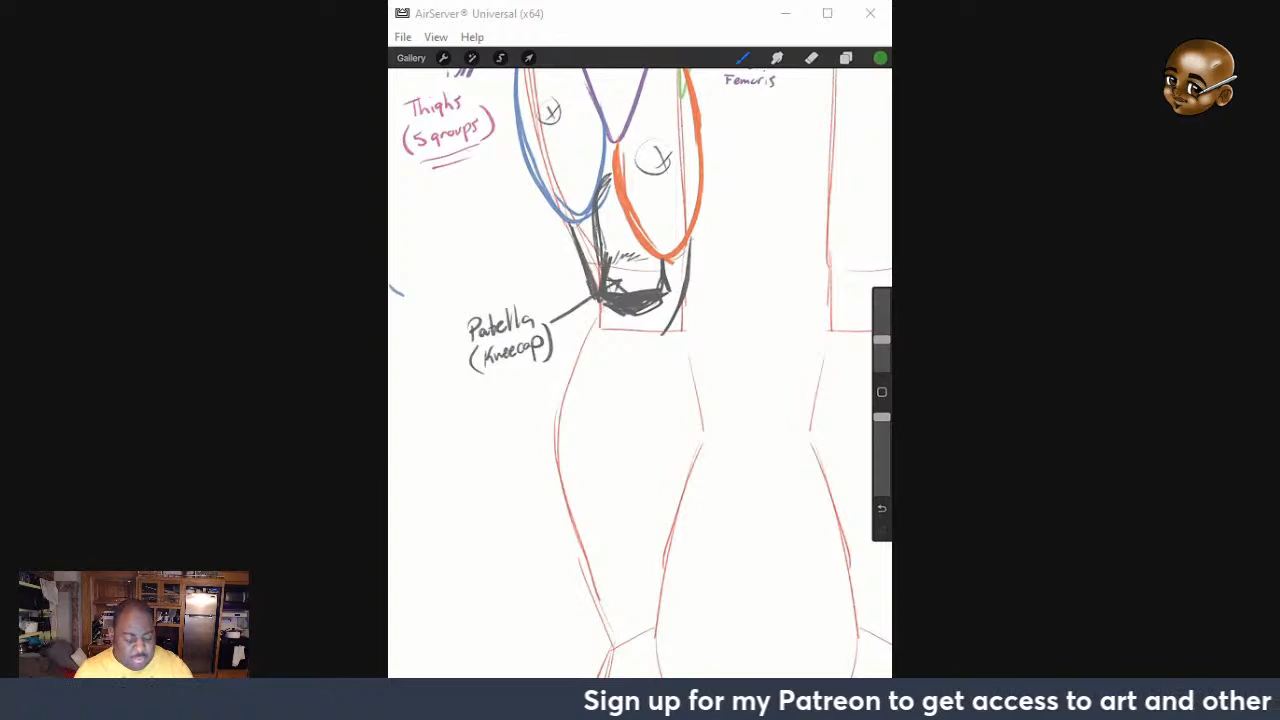 AirServer® Universal (x64)
File View Help
Gallery
Femoris
Thighs
(5 groups)
Patella
(Kneecap)
Sign up for my Patreon to get access to art and other